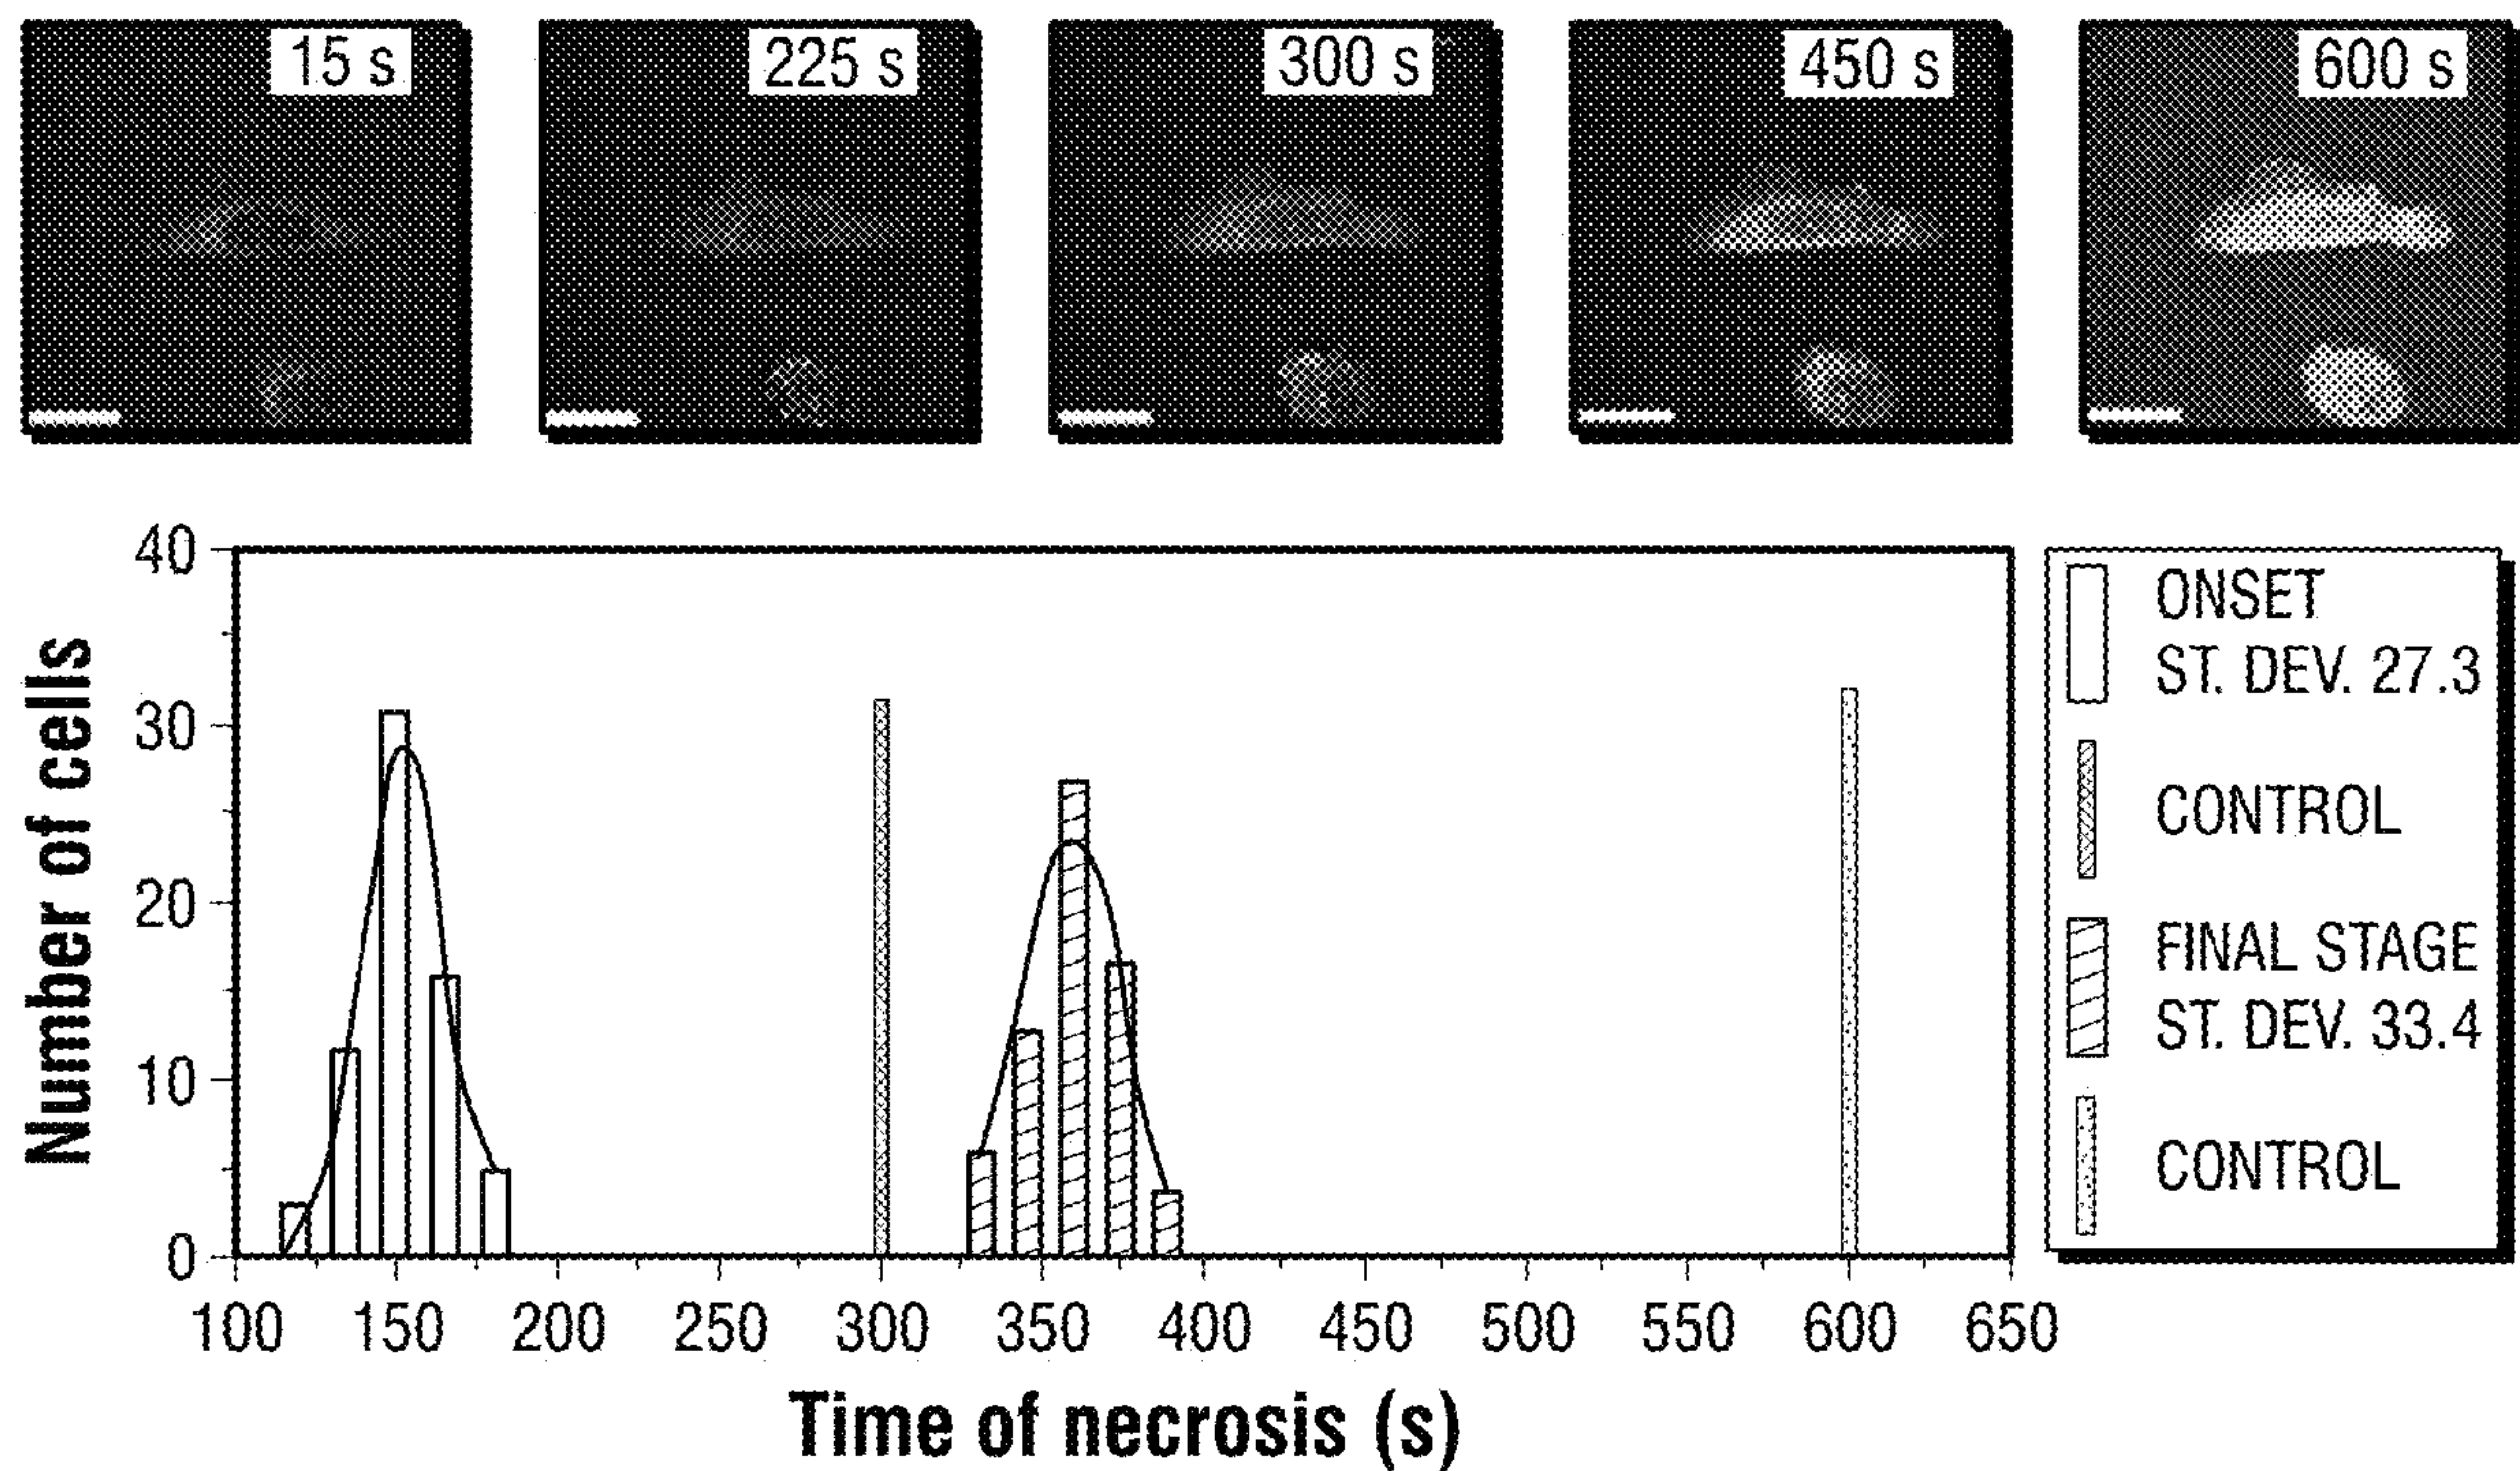 15 s
225 s
300 s
450 s
600 s
Number of cells
40
30
20
10
0
100 150 200 250 300 350 400 450 500 550 600 650
Time of necrosis (s)
ONSET
ST. DEV. 27.3
CONTROL
FINAL STAGE
ST. DEV. 33.4
CONTROL